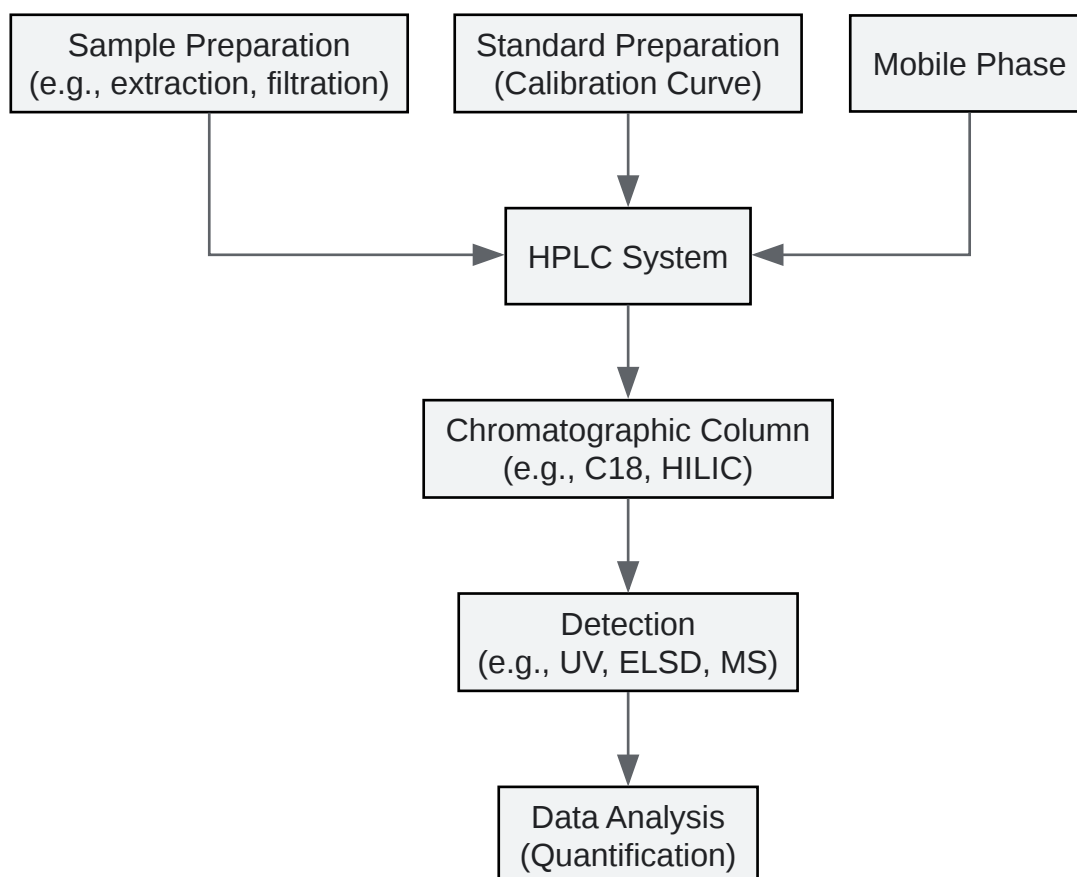 Sample Preparation
(e.g., extraction, filtration)
Standard Preparation
(Calibration Curve)
Mobile Phase
HPLC System
Chromatographic Column
(e.g., C18, HILIC)
Detection
(e.g., UV, ELSD, MS)
Data Analysis
(Quantification)